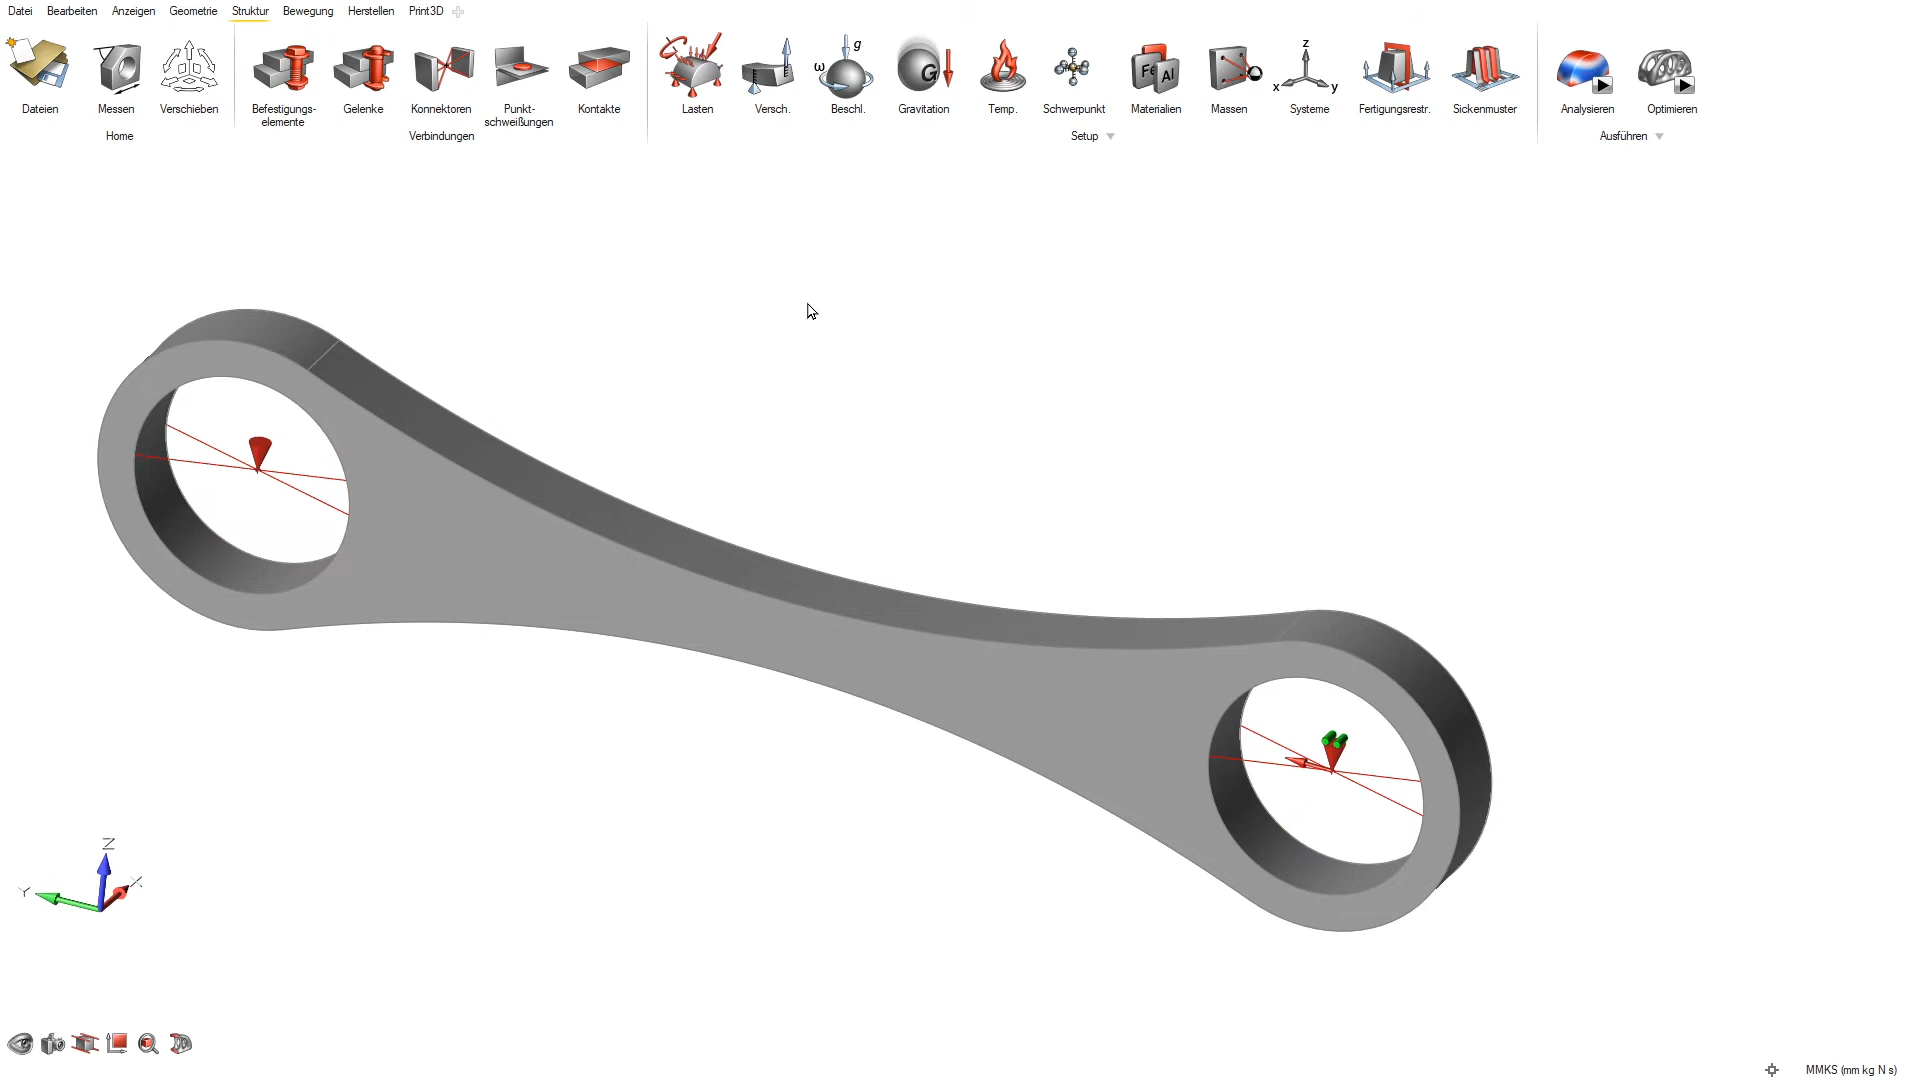 Datei Bearbeiten Anzeigen Geometrie Struktur Bewegung Herstellen Print3D
g
ω
G
Fe
Al
z
x
y
Dateien Messen Verschieben Befestigungs- Gelenke Konnektoren Punkt- Kontakte Lasten Versch. Beschl. Gravitation Temp. Schwerpunkt Materialien Massen Systeme Fertigungsrestr. Sickenmuster Analysieren Optimieren
elemente schweißungen
Home Verbindungen Setup Ausführen
Z
Y
X
MMKS (mm kg N s)